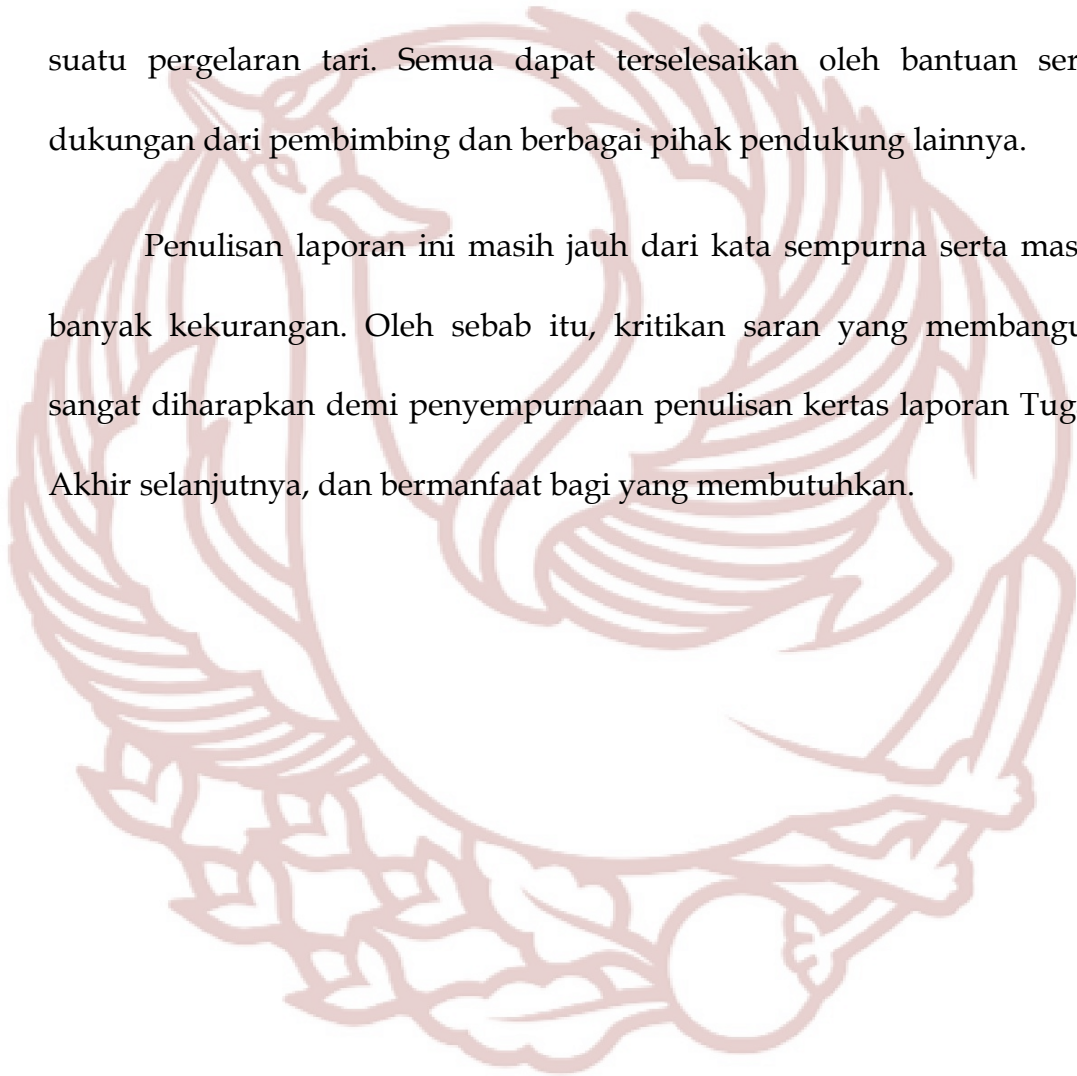 suatu pergelaran tari. Semua dapat terselesaikan oleh bantuan ser
dukungan dari pembimbing dan berbagai pihak pendukung lainnya.
Penulisan laporan ini masih jauh dari kata sempurna serta mas
banyak kekurangan. Oleh sebab itu, kritikan saran yang membangu
sangat diharapkan demi penyempurnaan penulisan kertas laporan Tug
Akhir selanjutnya, dan bermanfaat bagi yang membutuhkan.